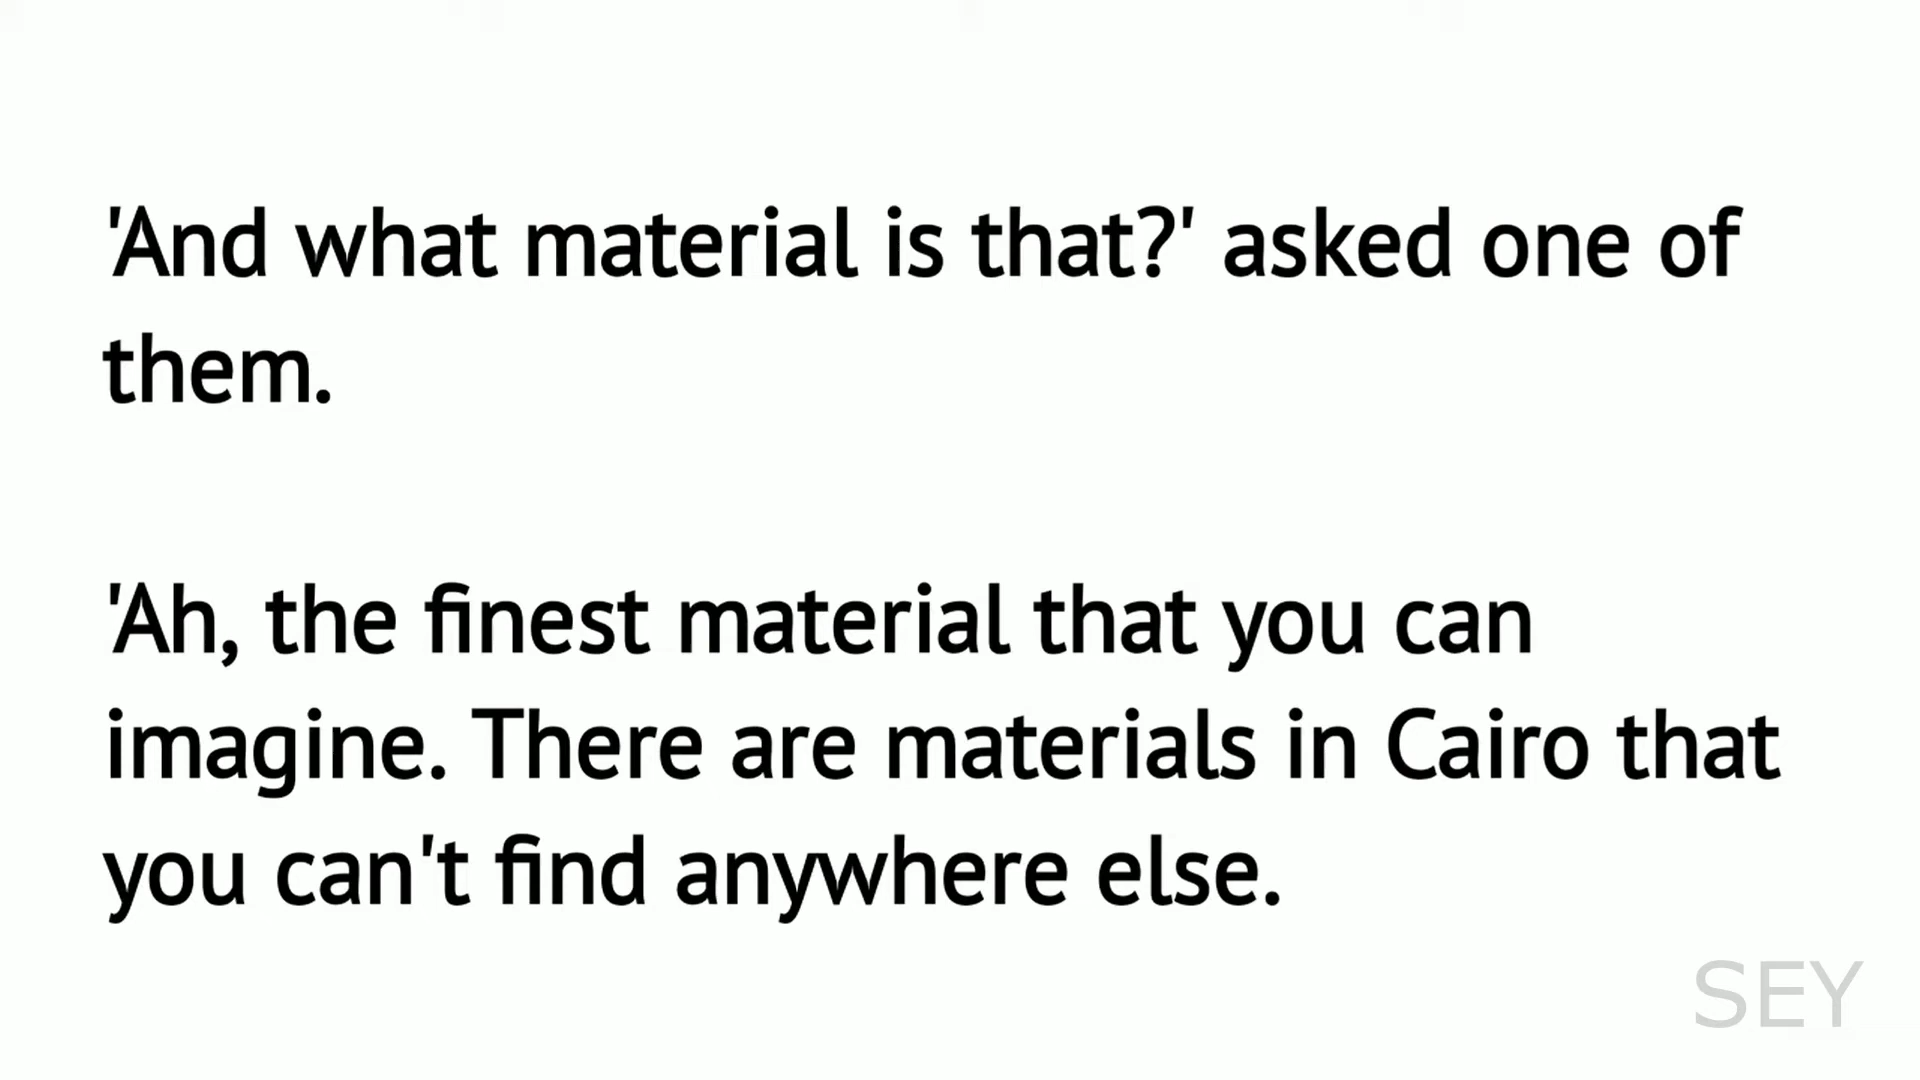 'And what material is that?' asked one of
them.
'Ah, the finest material that you can
imagine. There are materials in Cairo that
you can't find anywhere else.
SEY